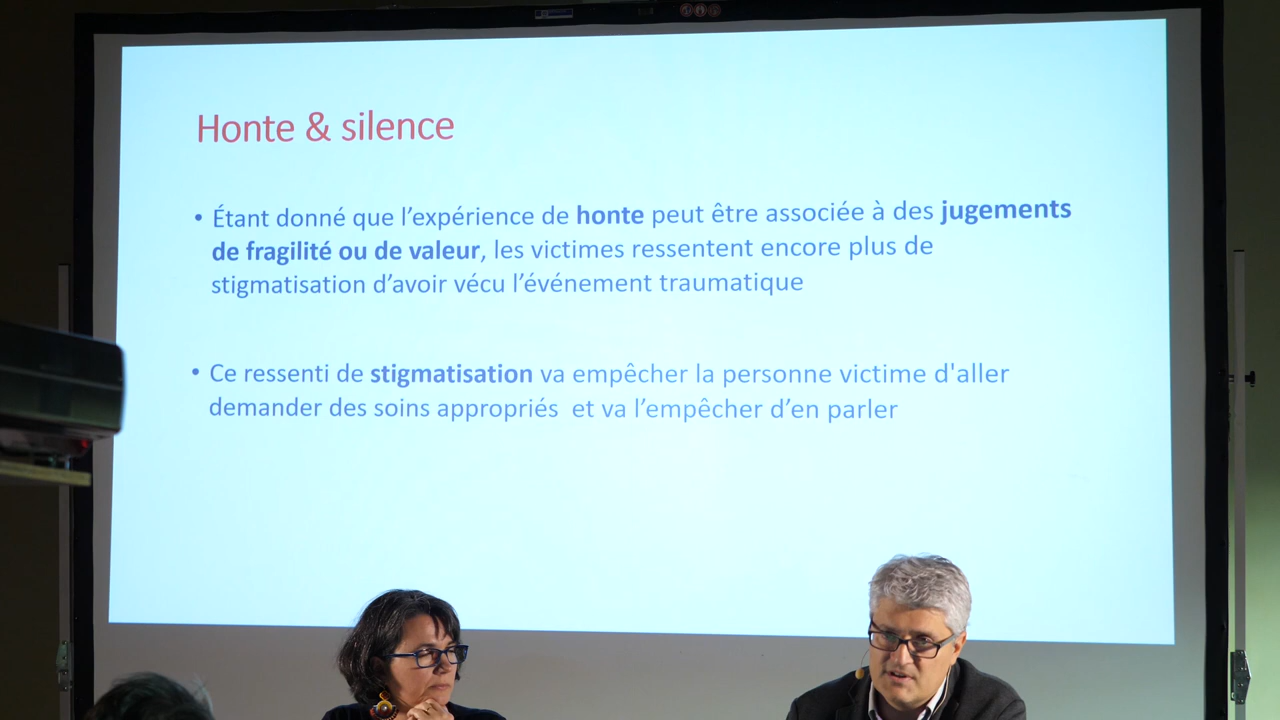 Honte & silence
• Étant donné que l’expérience de honte peut être associée à des jugements
de fragilité ou de valeur, les victimes ressentent encore plus de
stigmatisation d’avoir vécu l’événement traumatique
• Ce ressenti de stigmatisation va empêcher la personne victime d'aller
demander des soins appropriés  et va l’empêcher d’en parler